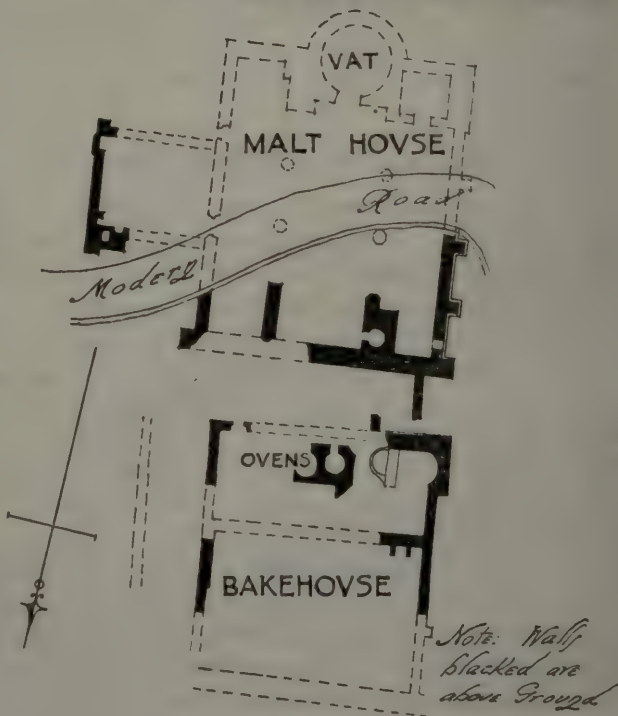 VAT
MALT HOVSE
Modern Road
OVENS
BAKEHOVSE
Note: Walls
blacked are
above Ground